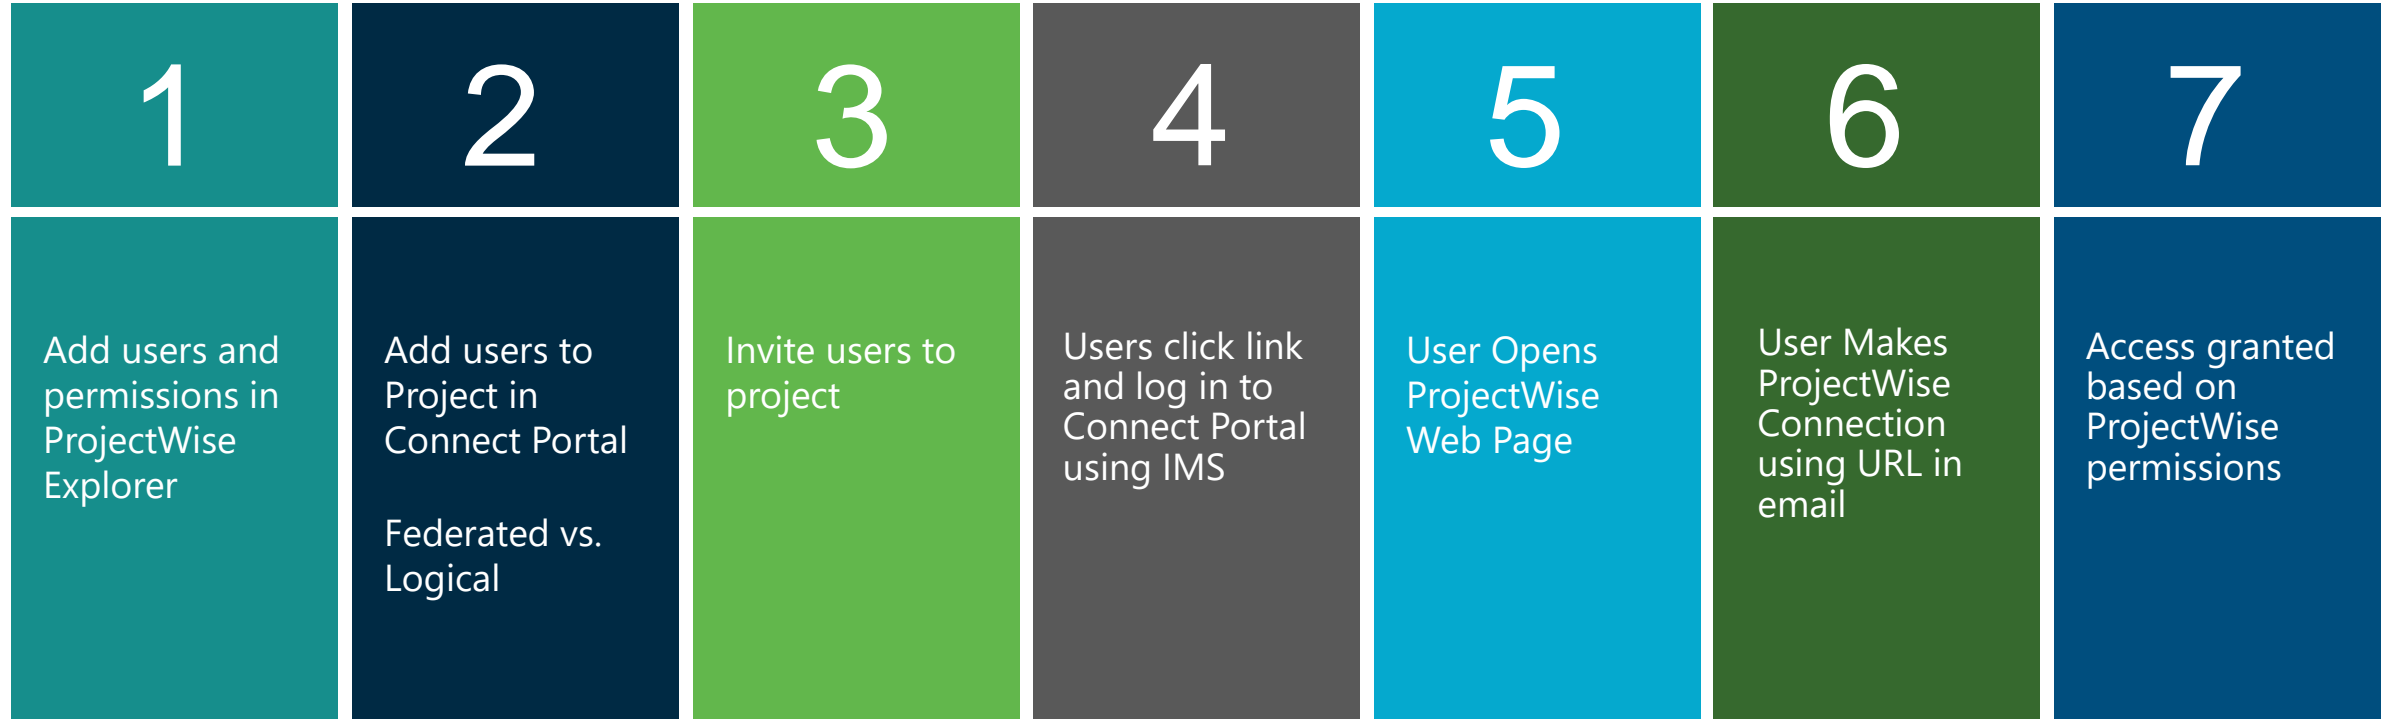 1
2
3
4
5
6
7
Add users and
permissions in
ProjectWise
Explorer
Add users to
Project in
Connect Portal
Federated vs.
Logical
Invite users to
project
Users click link
and log in to
Connect Portal
using IMS
User Opens
ProjectWise
Web Page
User Makes
ProjectWise
Connection
using URL in
email
Access granted
based on
ProjectWise
permissions